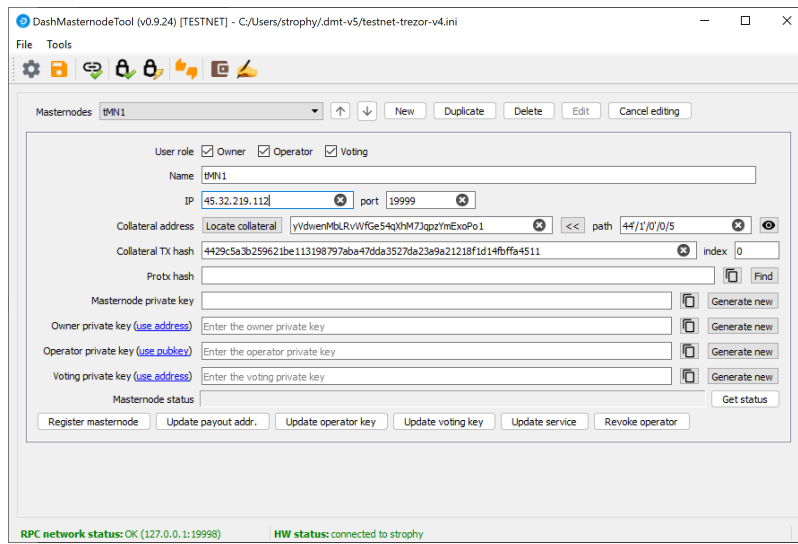 DashMasternodeTool (v0.9.24) [TESTNET] - C:/Users/strophy/.dmt-v5/testnet-trezor-v4.ini
File Tools
Masternodes tMN1 New Duplicate Delete Edit Cancel editing
User role Owner Operator Voting
Name tMN1
IP 45.32.219.112 port 19999
Collateral address Locate collateral yVdwenMbLRvWfGe54qXhM7JqpzYmExoPo1 << path 44'/1'/0'/0/5
Collateral TX hash 4429c5a3b259621be113198797aba47dda3527da23a9a21218f1d14fbffa4511 index 0
Protx hash Find
Masternode private key Generate new
Owner private key (use address) Enter the owner private key Generate new
Operator private key (use pubkey) Enter the operator private key Generate new
Voting private key (use address) Enter the voting private key Generate new
Masternode status Get status
Register masternode Update payout addr. Update operator key Update voting key Update service Revoke operator
RPC network status: OK (127.0.0.1:19998) HW status: connected to strophy